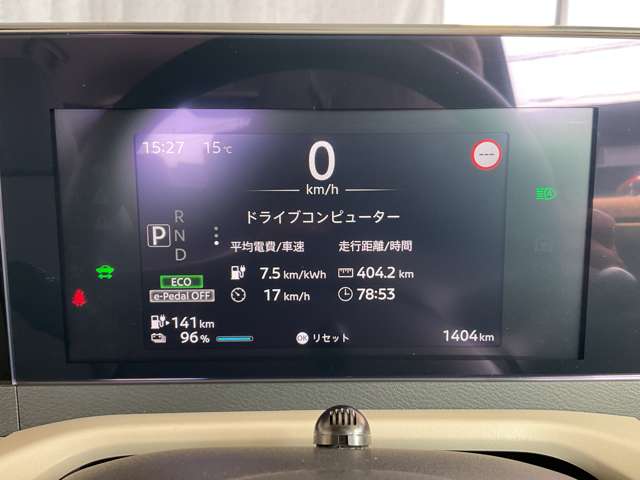 15:27 15℃
0
km/h
---
R
N
D
P
ドライブコンピューター
平均電費/車速 走行距離/時間
7.5 km/kWh 404.2 km
17 km/h 78:53
ECO
e-Pedal OFF
141 km
96 %
OK リセット
1404 km